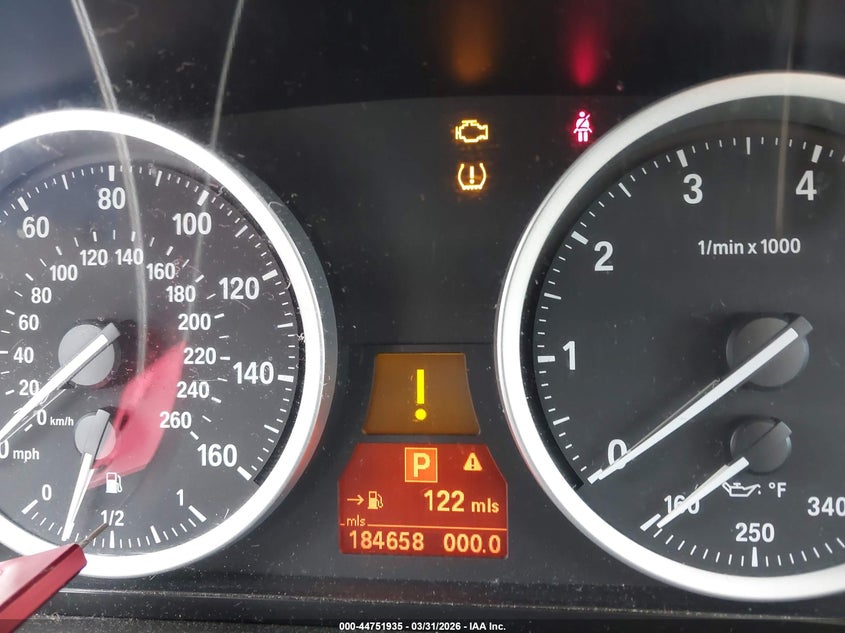 60 80 100 120 140 160
20 40 60 80 100 120 140 160 180 200 220 240 260
0 km/h
0 mph
0 1/2 1
!
P
→ 122 mls
mls
184658 000.0
0 1 2 3 4
1/min x 1000
160 250 340
: °F
000-44751935 - 03/31/2026 - IAA Inc.